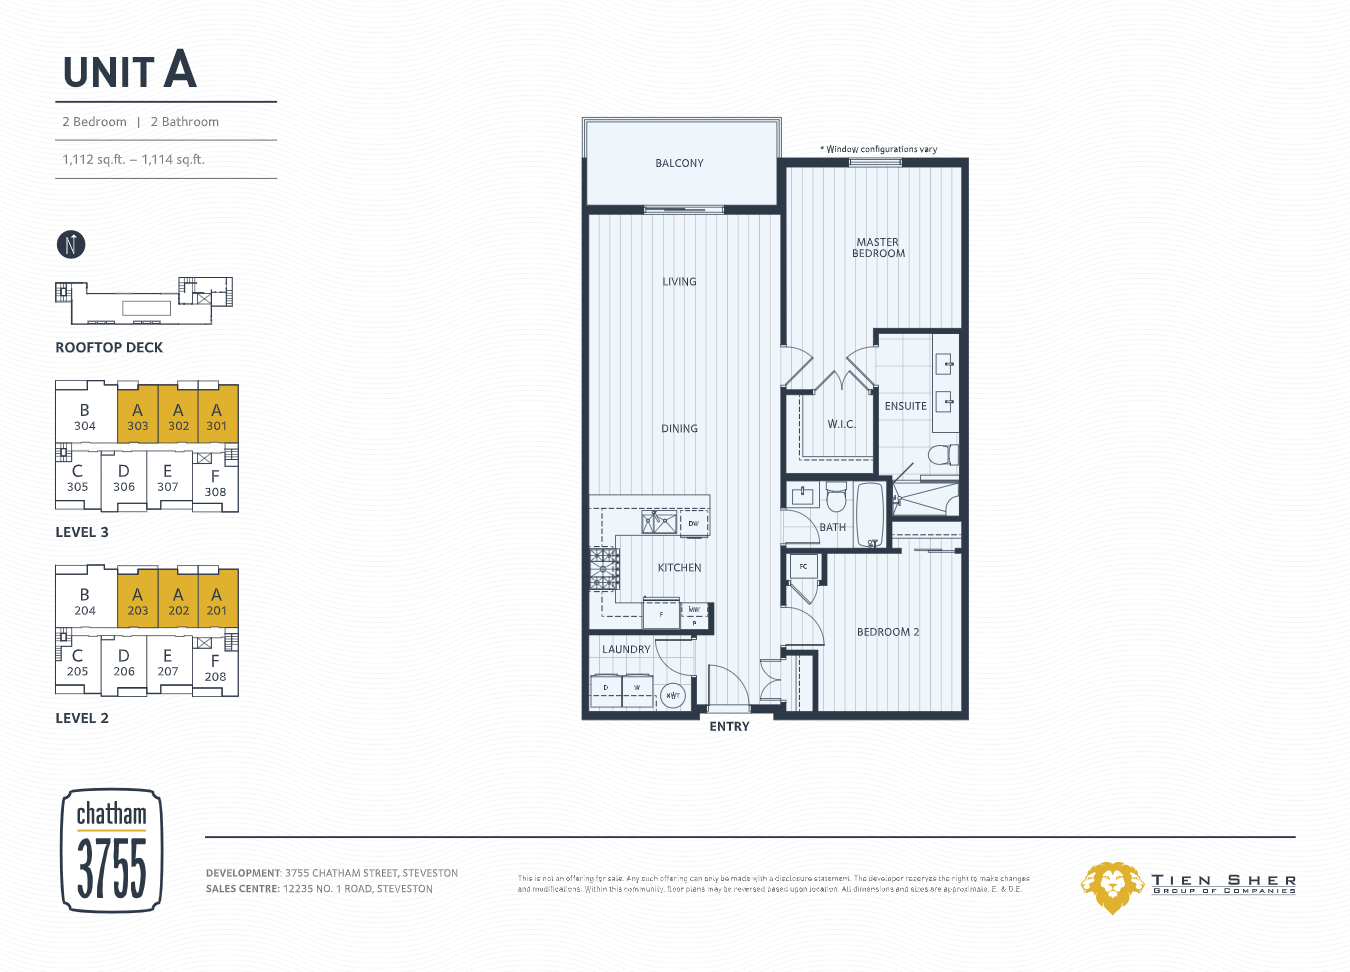 UNIT A
2 Bedroom | 2 Bathroom
1,112 sq.ft. – 1,114 sq.ft.
N
ROOFTOP DECK
B
304
A
303
A
302
A
301
C
305
D
306
E
307
F
308
LEVEL 3
B
204
A
203
A
202
A
201
C
205
D
206
E
207
F
208
LEVEL 2
* Window configurations vary
BALCONY
MASTER
BEDROOM
LIVING
ENSUITE
W.I.C.
DINING
DW
BATH
KITCHEN
FC
F
MW
P
BEDROOM 2
LAUNDRY
D
W
HWT
ENTRY
chatham
3755
DEVELOPMENT: 3755 CHATHAM STREET, STEVESTON
SALES CENTRE: 12235 NO. 1 ROAD, STEVESTON
This is not an offering for sale. Any such offering can only be made with a disclosure statement. The developer reserves the right to make changes
and modifications. Within this community, floor plans may be reversed based upon location. All dimensions and sizes are approximate. E. & O.E.
TIEN SHER
GROUP OF COMPANIES